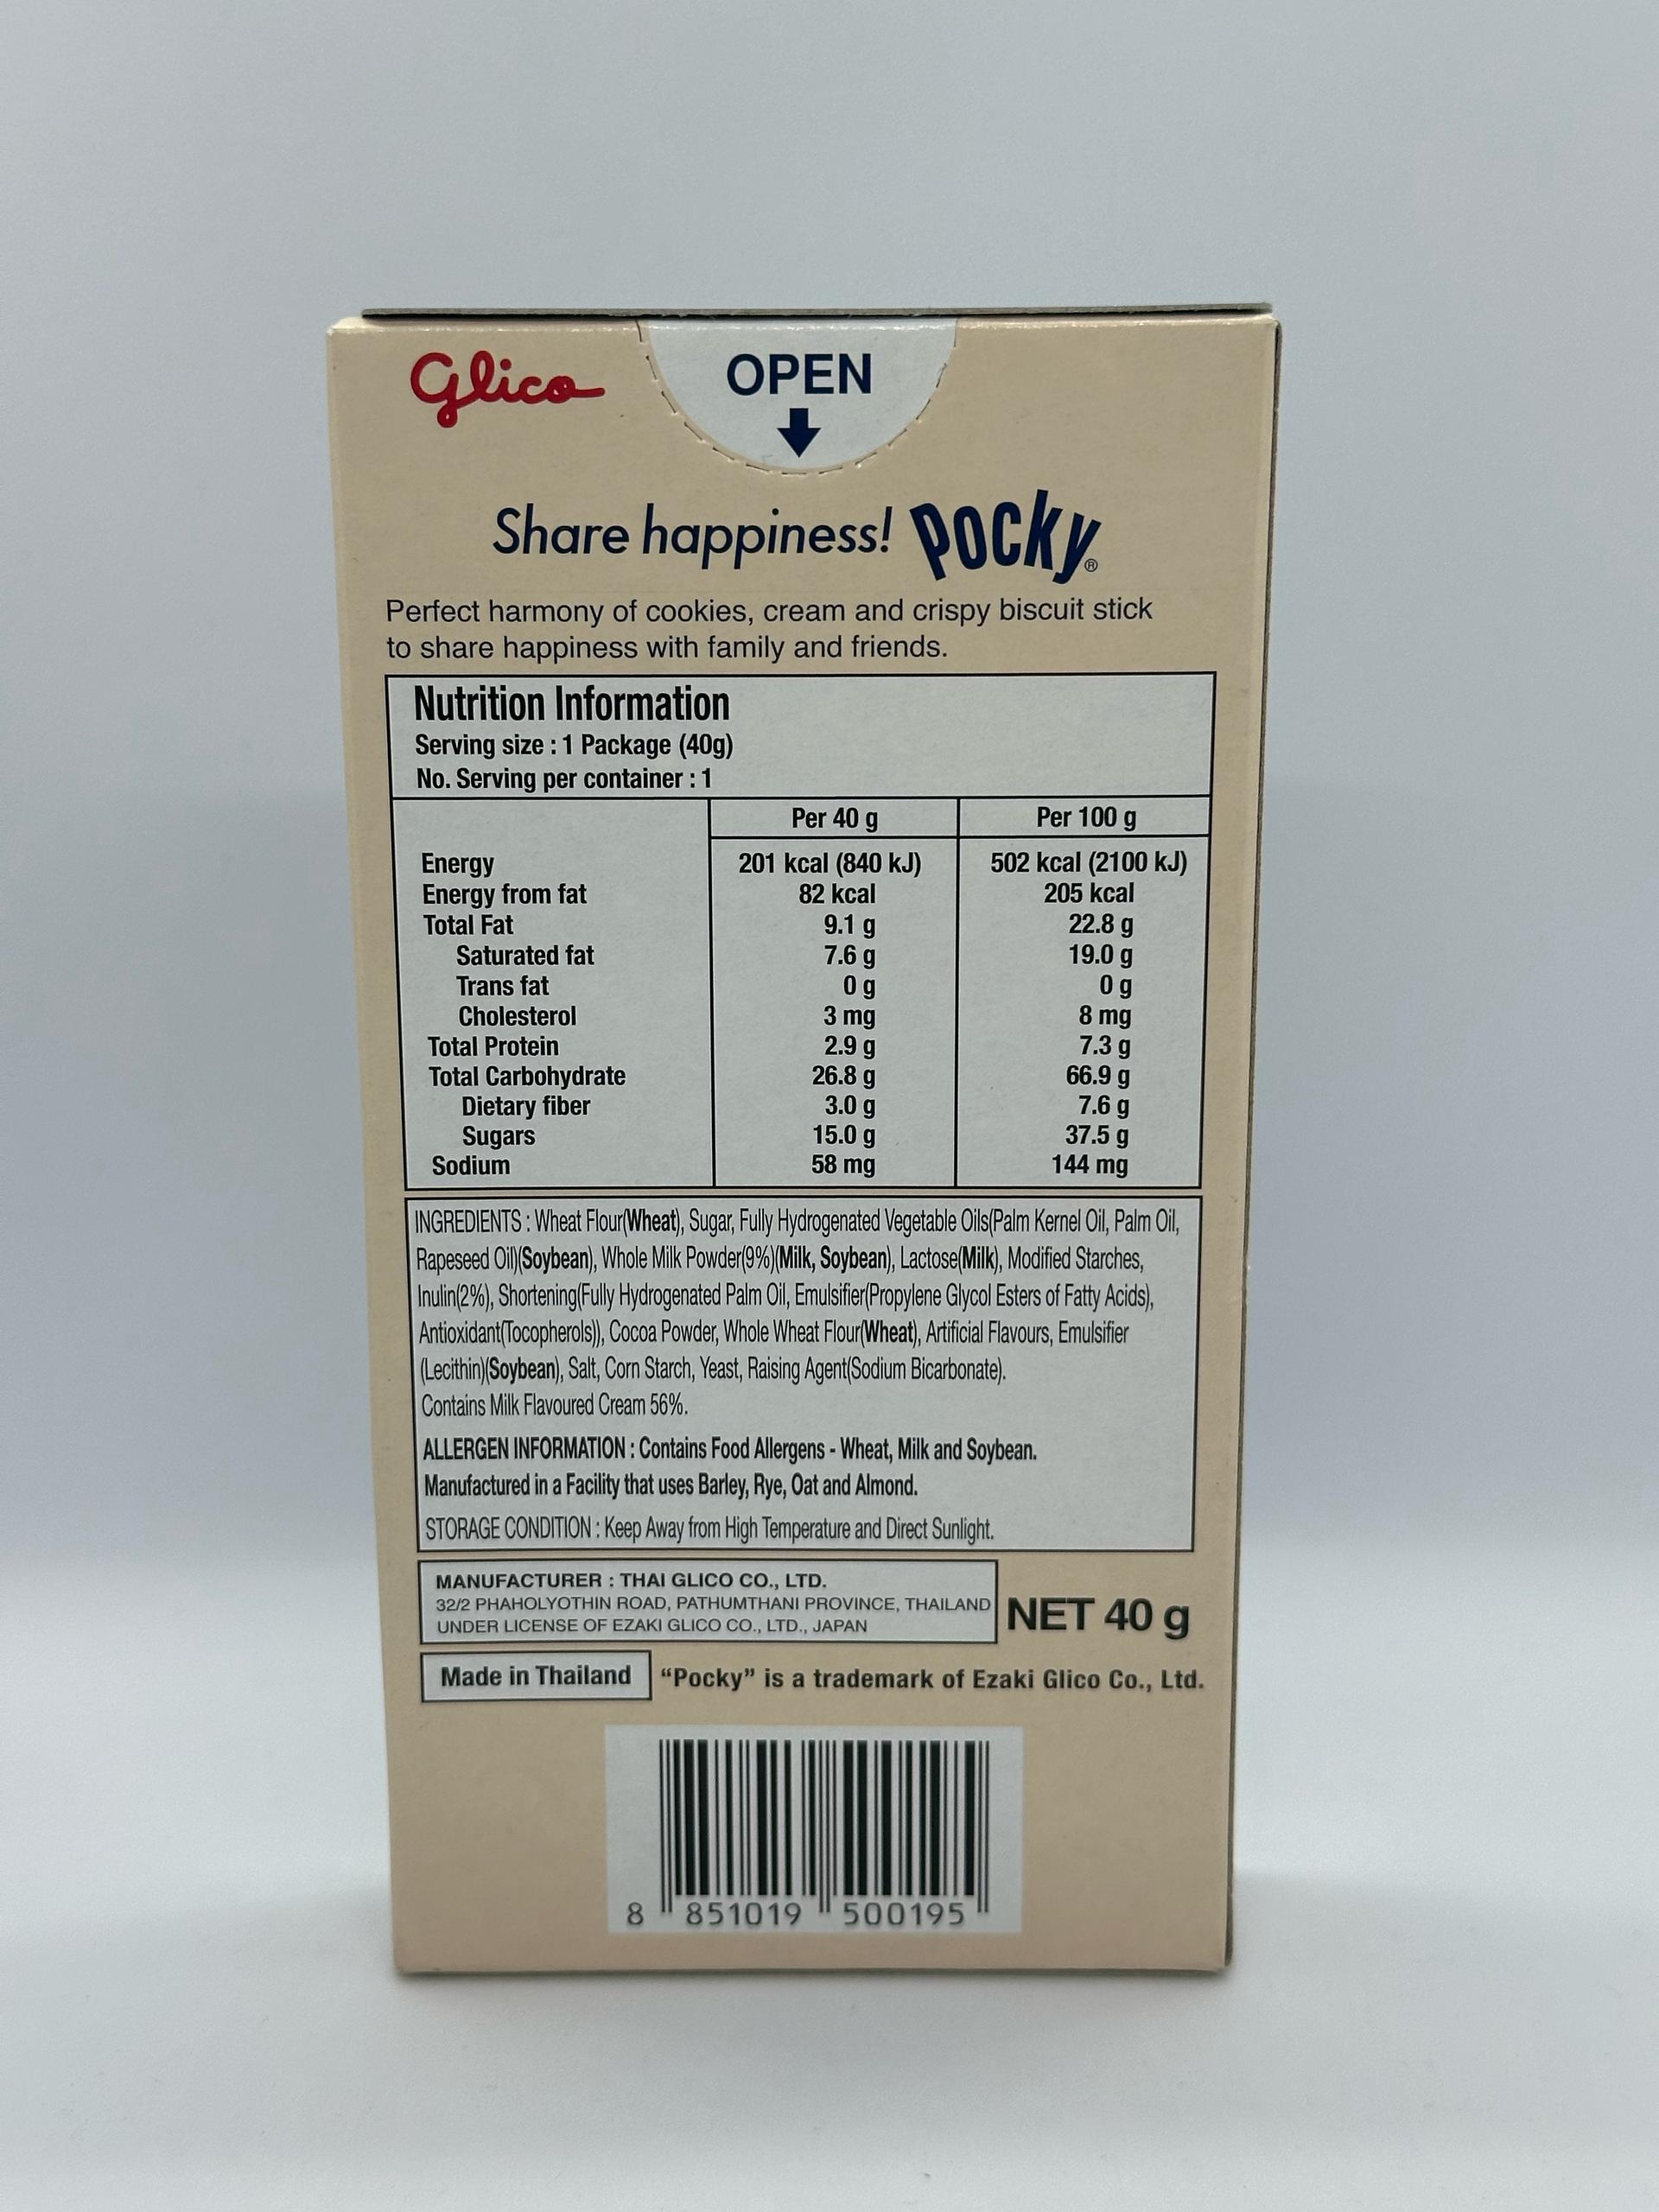 Glico
OPEN
Share happiness! Pocky®
Perfect harmony of cookies, cream and crispy biscuit stick
to share happiness with family and friends.
Nutrition Information
Serving size : 1 Package (40g)
No. Serving per container : 1
Per 40 g Per 100 g
Energy 201 kcal (840 kJ) 502 kcal (2100 kJ)
Energy from fat 82 kcal 205 kcal
Total Fat 9.1 g 22.8 g
Saturated fat 7.6 g 19.0 g
Trans fat 0 g 0 g
Cholesterol 3 mg 8 mg
Total Protein 2.9 g 7.3 g
Total Carbohydrate 26.8 g 66.9 g
Dietary fiber 3.0 g 7.6 g
Sugars 15.0 g 37.5 g
Sodium 58 mg 144 mg
INGREDIENTS : Wheat Flour(Wheat), Sugar, Fully Hydrogenated Vegetable Oils(Palm Kernel Oil, Palm Oil,
Rapeseed Oil)(Soybean), Whole Milk Powder(9%)(Milk, Soybean), Lactose(Milk), Modified Starches,
Inulin(2%), Shortening(Fully Hydrogenated Palm Oil, Emulsifier(Propylene Glycol Esters of Fatty Acids),
Antioxidant(Tocopherols)), Cocoa Powder, Whole Wheat Flour(Wheat), Artificial Flavours, Emulsifier
(Lecithin)(Soybean), Salt, Corn Starch, Yeast, Raising Agent(Sodium Bicarbonate).
Contains Milk Flavoured Cream 56%.
ALLERGEN INFORMATION : Contains Food Allergens - Wheat, Milk and Soybean.
Manufactured in a Facility that uses Barley, Rye, Oat and Almond.
STORAGE CONDITION : Keep Away from High Temperature and Direct Sunlight.
MANUFACTURER : THAI GLICO CO., LTD.
32/2 PHAHOLYOTHIN ROAD, PATHUMTHANI PROVINCE, THAILAND
UNDER LICENSE OF EZAKI GLICO CO., LTD., JAPAN
NET 40 g
Made in Thailand
“Pocky” is a trademark of Ezaki Glico Co., Ltd.
8 851019 500195